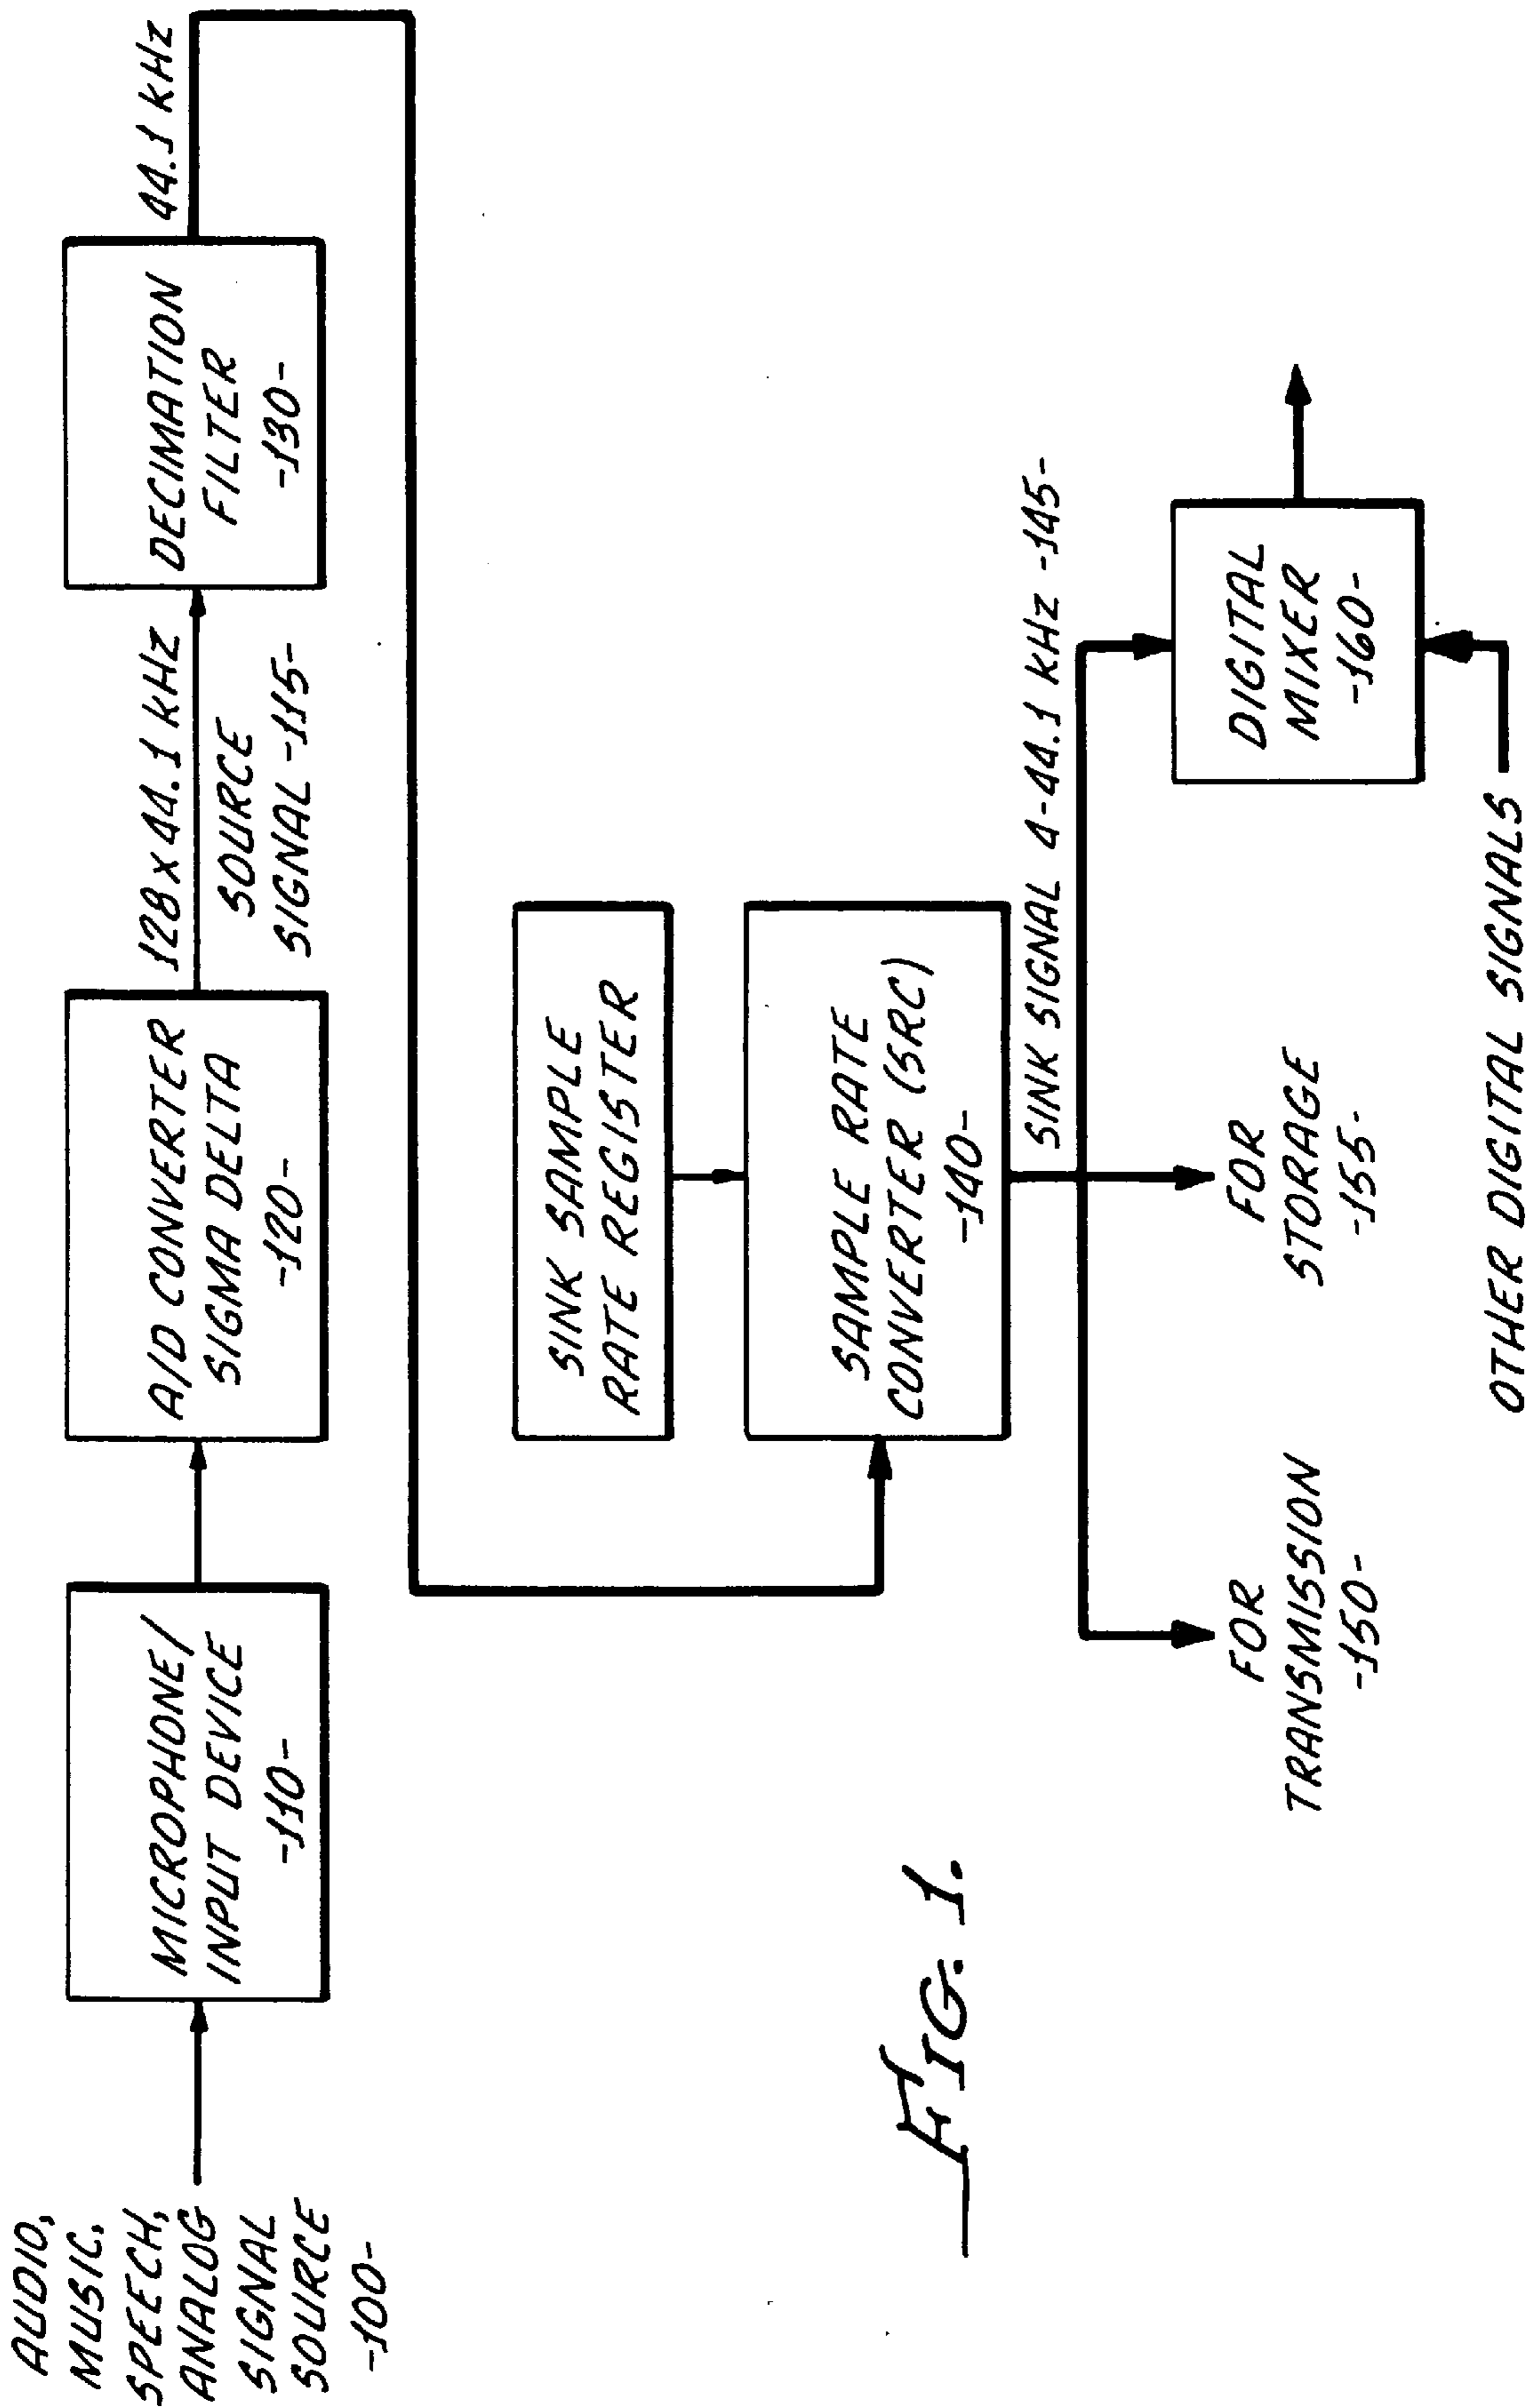 AUDIO,
MUSIC,
SPEECH,
ANALOG
SIGNAL
SOURCE
-100-
MICROPHONE/
INPUT DEVICE
-110-
A/D CONVERTER
SIGMA DELTA
-120-
128 x 44.1 kHz
SOURCE
SIGNAL -115-
DECIMATION
FILTER
-130-
44.1 kHz
SINK SAMPLE
RATE REGISTER
SAMPLE RATE
CONVERTER (SRC)
-140-
SINK SIGNAL 4-44.1 kHz -145-
FOR
TRANSMISSION
-150-
FOR
STORAGE
-155-
DIGITAL
MIXER
-160-
OTHER DIGITAL SIGNALS
FIG. 1.